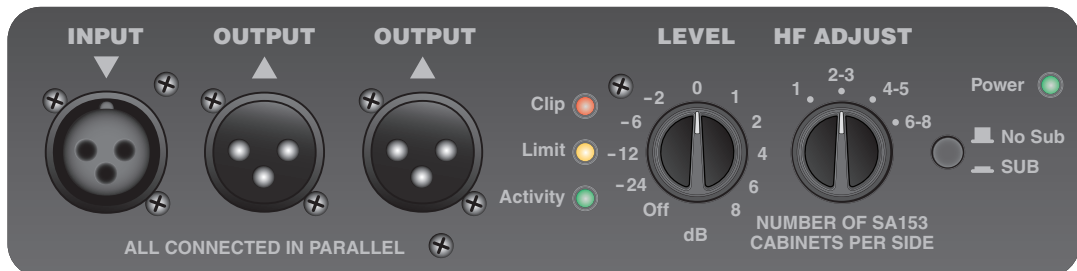 INPUT
OUTPUT
OUTPUT
LEVEL
HF ADJUST
Clip
Limit
Activity
Off
-24
-12
-6
-2
0
1
2
4
6
8
dB
1
2-3
4-5
6-8
NUMBER OF SA153
CABINETS PER SIDE
Power
No Sub
SUB
ALL CONNECTED IN PARALLEL